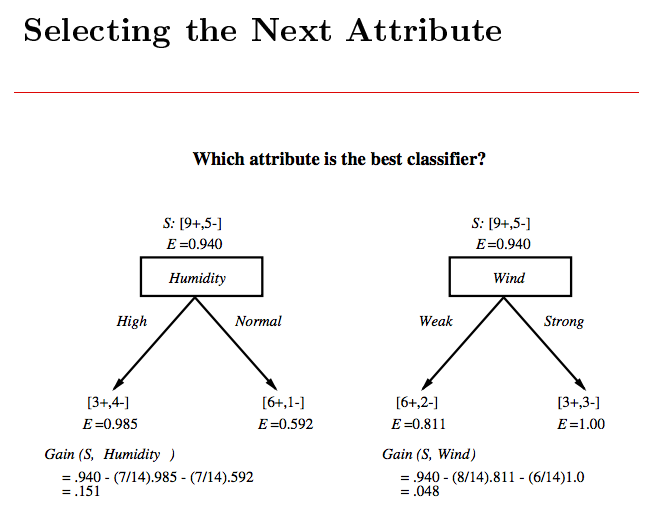 Selecting the Next Attribute
Which attribute is the best classifier?
S: [9+,5-]
E =0.940
Humidity
High
Normal
[3+,4-]
E =0.985
[6+,1-]
E =0.592
Gain (S, Humidity )
= .940 - (7/14).985 - (7/14).592
= .151
S: [9+,5-]
E =0.940
Wind
Weak
Strong
[6+,2-]
E =0.811
[3+,3-]
E =1.00
Gain (S, Wind)
= .940 - (8/14).811 - (6/14)1.0
= .048